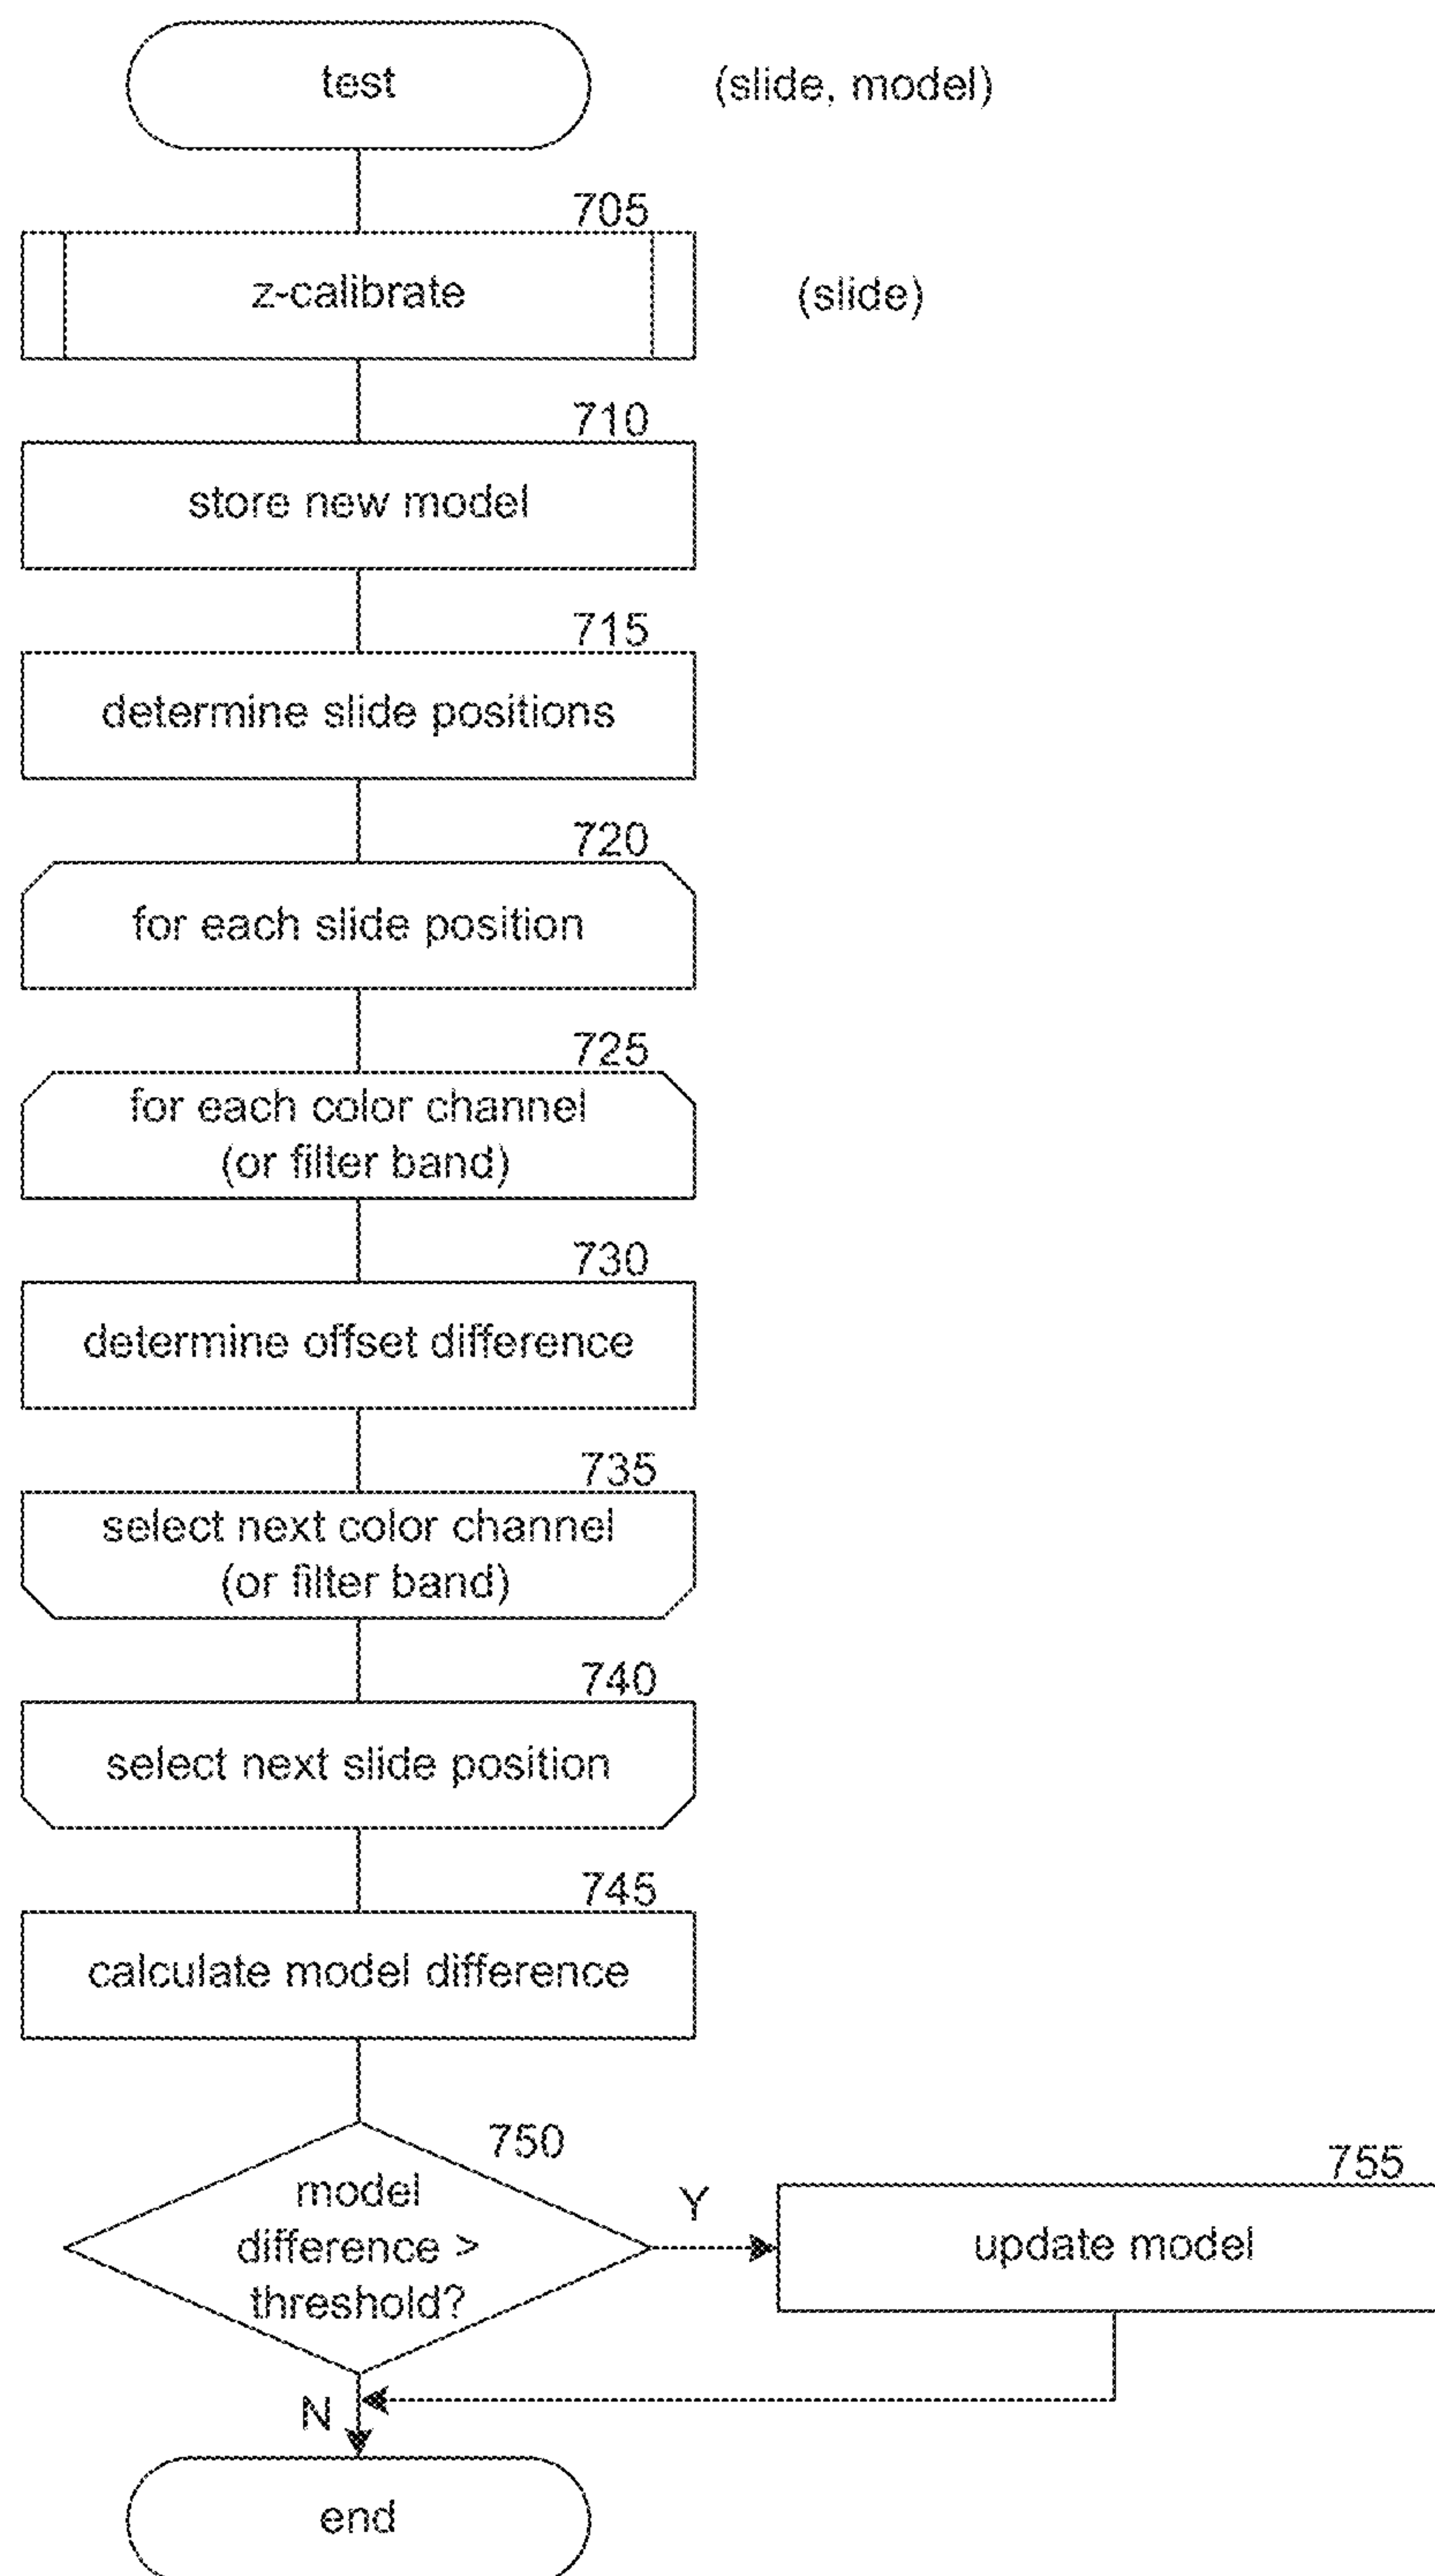 test
(slide, model)
705
z-calibrate
(slide)
710
store new model
715
determine slide positions
720
for each slide position
725
for each color channel
(or filter band)
730
determine offset difference
735
select next color channel
(or filter band)
740
select next slide position
745
calculate model difference
750
model
difference >
threshold?
Y
755
update model
N
end